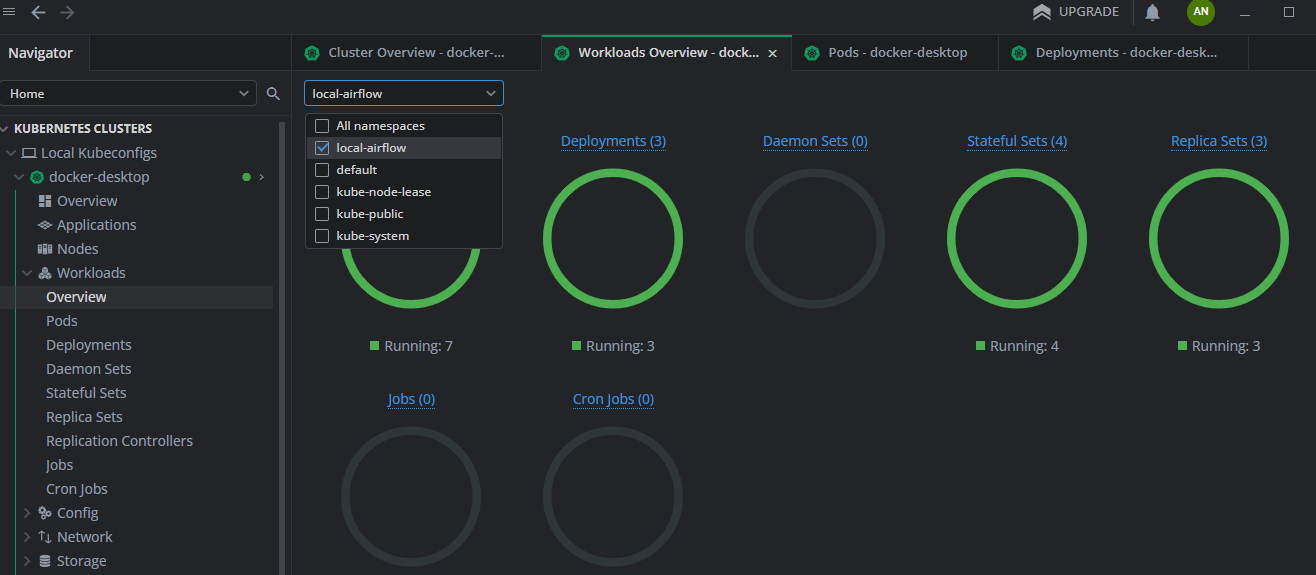 UPGRADE
AN
Navigator
Cluster Overview - docker-...
Workloads Overview - dock...
Pods - docker-desktop
Deployments - docker-desk...
Home
local-airflow
KUBERNETES CLUSTERS
Local Kubeconfigs
docker-desktop
Overview
Applications
Nodes
Workloads
Overview
Pods
Deployments
Daemon Sets
Stateful Sets
Replica Sets
Replication Controllers
Jobs
Cron Jobs
Config
Network
Storage
All namespaces
local-airflow
default
kube-node-lease
kube-public
kube-system
Deployments (3)
Daemon Sets (0)
Stateful Sets (4)
Replica Sets (3)
Running: 7
Running: 3
Running: 4
Running: 3
Jobs (0)
Cron Jobs (0)